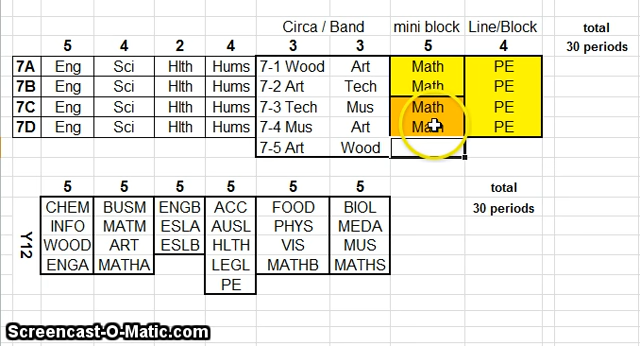 Circa / Band mini block Line/Block total
5 4 2 4 3 3 5 4 30 periods
7A Eng Sci Hlth Hums 7-1 Wood Art Math PE
7B Eng Sci Hlth Hums 7-2 Art Tech Math PE
7C Eng Sci Hlth Hums 7-3 Tech Mus Math PE
7D Eng Sci Hlth Hums 7-4 Mus Art Math PE
7-5 Art Wood
5 5 5 5 5 5 total
CHEM BUSM ENGB ACC FOOD BIOL 30 periods
INFO MATM ESLA AUSL PHYS MEDA
WOOD ART ESLB HLTH VIS MUS
ENGA MATHA LEGL MATHB MATHS
PE
Y12
Screencast-O-Matic.com